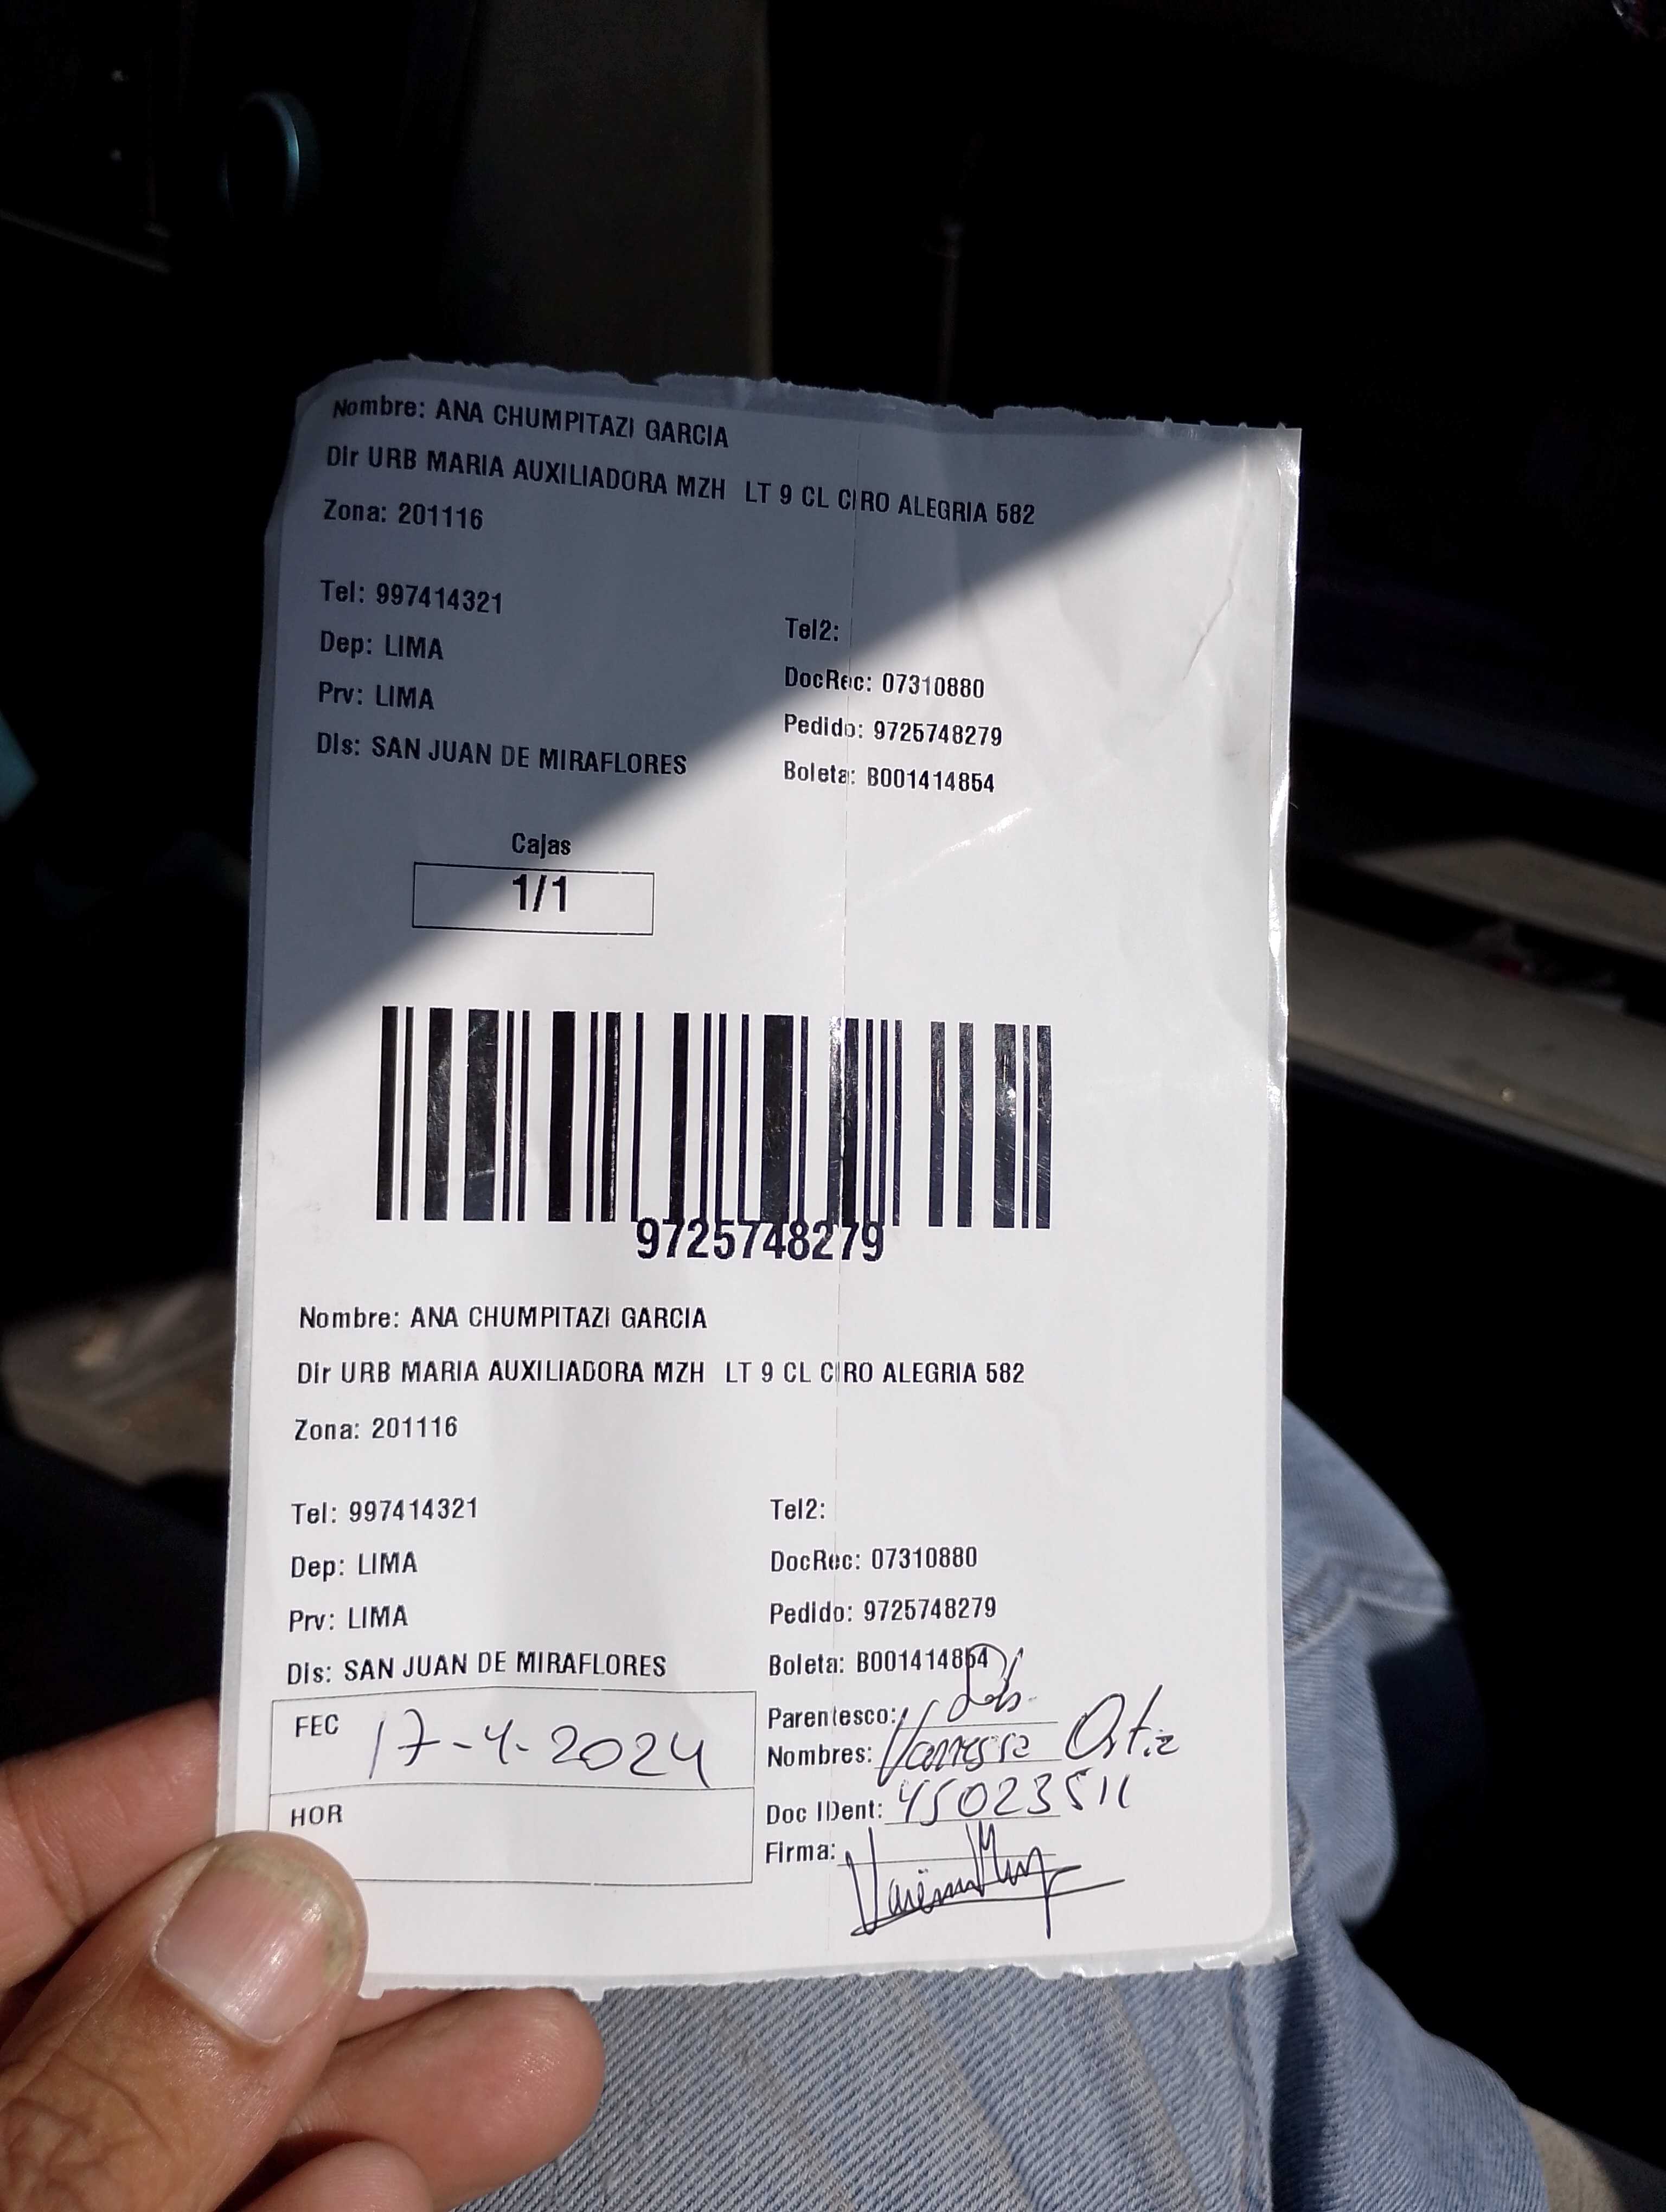 Nombre: ANA CHUMPITAZI GARCIA
Dir URB MARIA AUXILIADORA MZH LT 9 CL CIRO ALEGRIA 582
Zona: 201116
Tel: 997414321
Tel2:
Dep: LIMA
DocRec: 07310880
Prv: LIMA
Pedido: 9725748279
Dis: SAN JUAN DE MIRAFLORES
Boleta: B001414854
Cajas
1/1
9725748279
Nombre: ANA CHUMPITAZI GARCIA
Dir URB MARIA AUXILIADORA MZH LT 9 CL CIRO ALEGRIA 582
Zona: 201116
Tel: 997414321
Tel2:
Dep: LIMA
DocRec: 07310880
Prv: LIMA
Pedido: 9725748279
Dis: SAN JUAN DE MIRAFLORES
Boleta: B001414854
FEC 17-4-2024
HOR
Parentesco:
Nombres: Vanessa Ortiz
Doc IDent: 45023511
Firma: